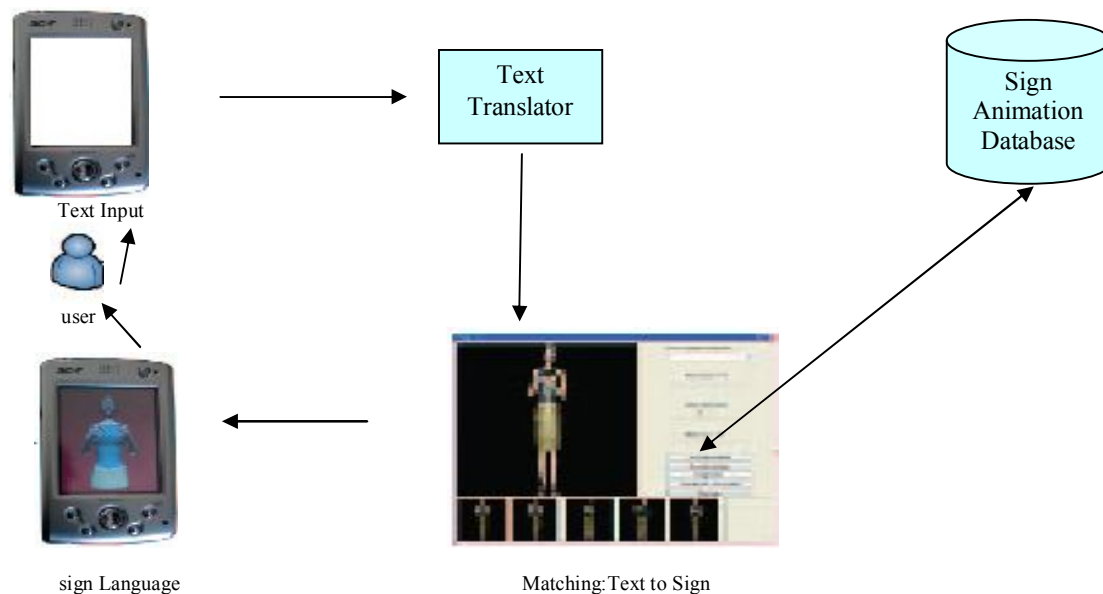 Text
Translator
Sign
Animation
Database
Text Input
user
sign Language
Matching:Text to Sign